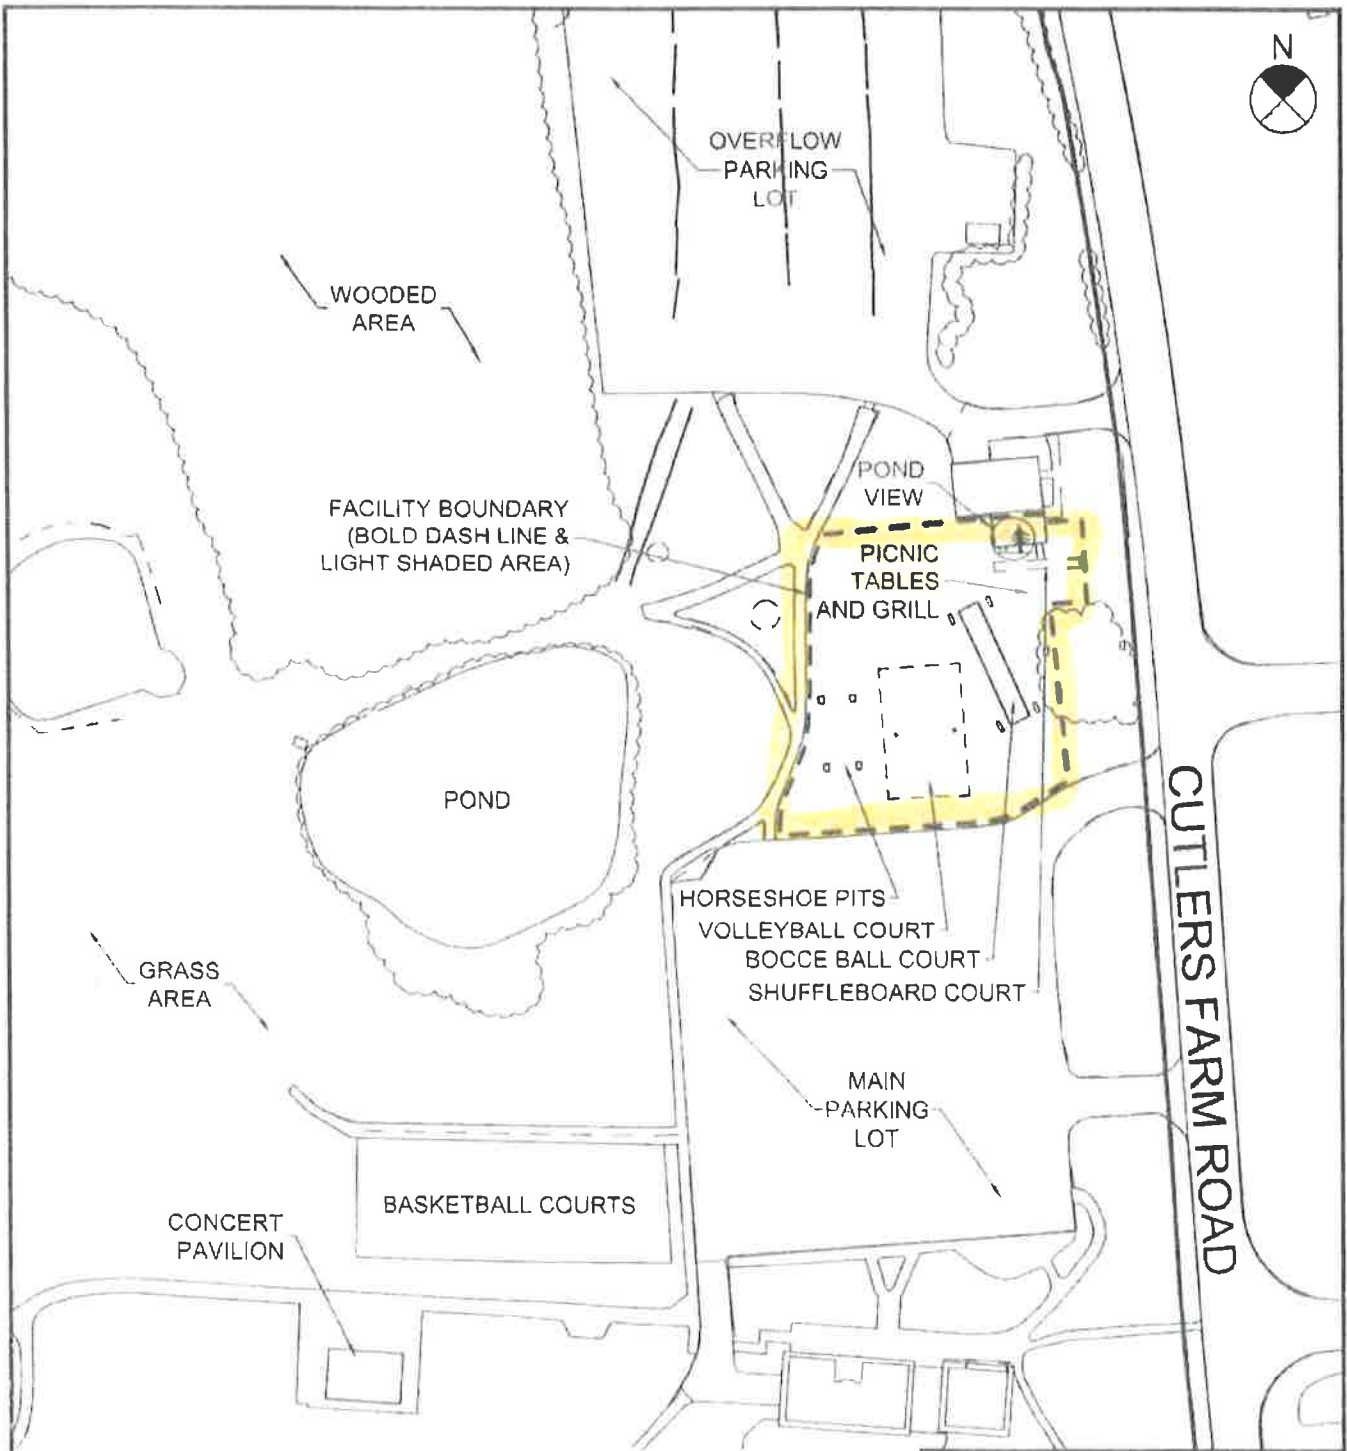 N
OVERFLOW
PARKING
LOT
WOODED
AREA
POND
VIEW
FACILITY BOUNDARY
(BOLD DASH LINE &
LIGHT SHADED AREA)
PICNIC
TABLES
AND GRILL
POND
HORSESHOE PITS
VOLLEYBALL COURT
BOCCE BALL COURT
SHUFFLEBOARD COURT
GRASS
AREA
CUTLERS FARM ROAD
MAIN
PARKING
LOT
BASKETBALL COURTS
CONCERT
PAVILION